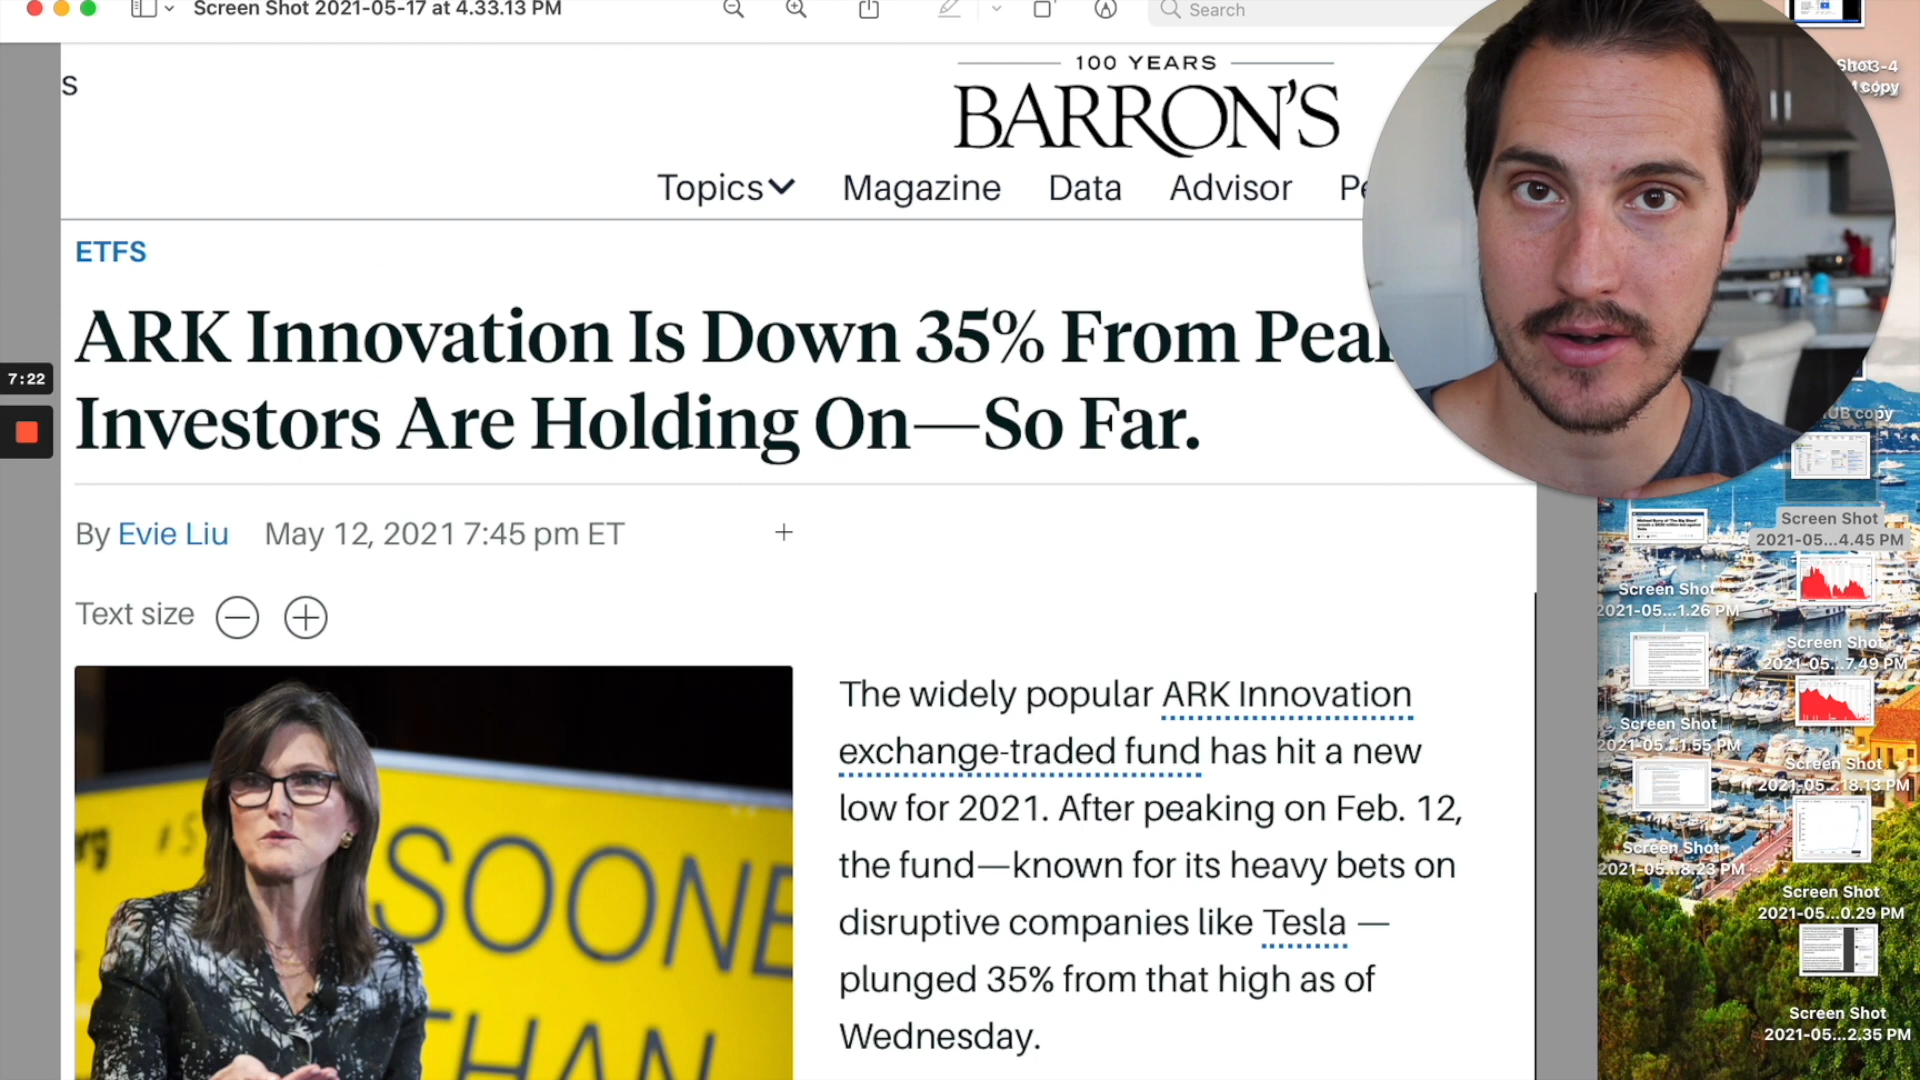 Screen Shot 2021-05-17 at 4.33.13 PM
Search
S
100 YEARS
BARRON'S
Topics
Magazine
Data
Advisor
ETFS
ARK Innovation Is Down 35% From
Investors Are Holding On—So Far.
By Evie Liu
May 12, 2021 7:45 pm ET
+
Text size
7:22
SOONE
THAN
The widely popular ARK Innovation
exchange-traded fund has hit a new
low for 2021. After peaking on Feb. 12,
the fund—known for its heavy bets on
disruptive companies like Tesla —
plunged 35% from that high as of
Wednesday.
copy
copy
Screen Shot
2021-05...4.45 PM
Screen Shot
2021-05...1.26 PM
Screen Shot
2021-05...7.49 PM
Screen Shot
2021-05...1.55 PM
Screen Shot
2021-05...18.13 PM
Screen Shot
2021-05...8.23 PM
Screen Shot
2021-05...0.29 PM
Screen Shot
2021-05...2.35 PM